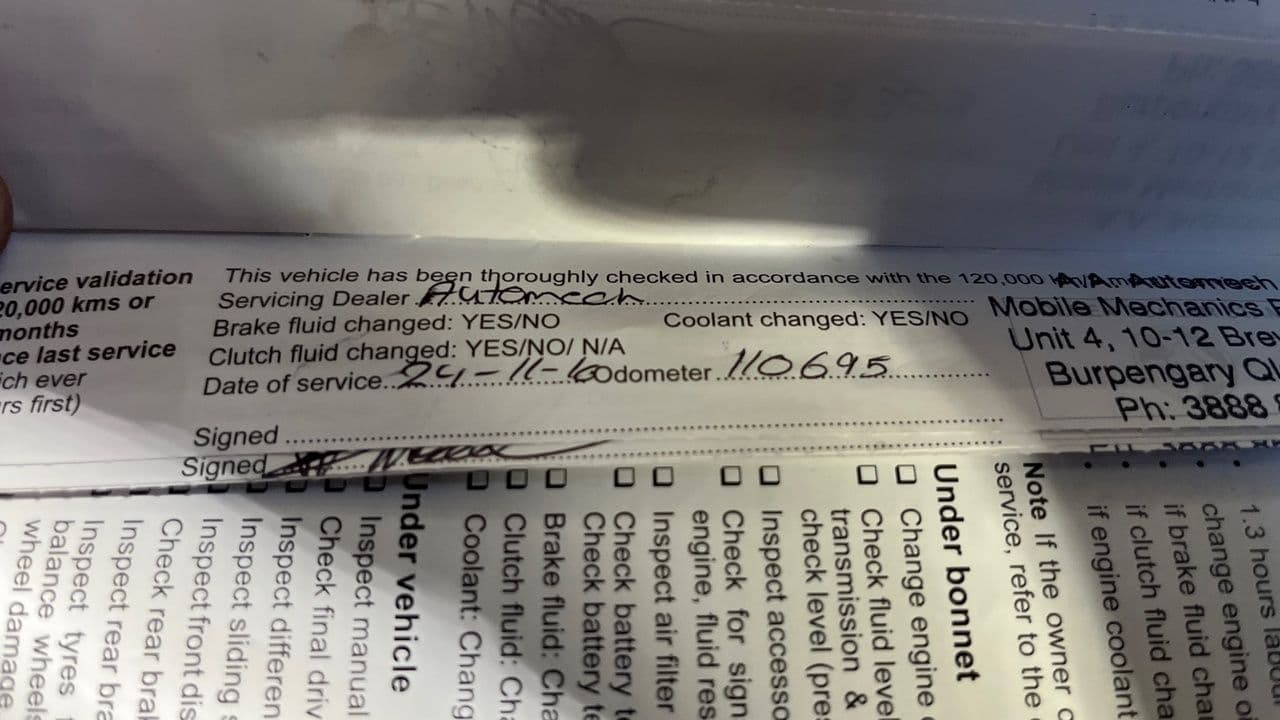 ervice validation
20,000 kms or
months
ce last service
ich ever
rs first)
This vehicle has been thoroughly checked in accordance with the 120,000
Servicing Dealer Automech
Brake fluid changed: YES/NO Coolant changed: YES/NO
Clutch fluid changed: YES/NO/ N/A
Date of service 24-11-16 Odometer 110695
Signed
Signed
Automech
Mobile Mechanics
Unit 4, 10-12 Brew
Burpengary Ql
Ph: 3888
1.3 hours labour
change engine oi
if brake fluid cha
if clutch fluid cha
if engine coolant
Note If the owner
service, refer to the
Under bonnet
☐ Change engine
☐ Check fluid level
transmission &
check level (pres
☐ Inspect accesso
☐ Check for sign
engine, fluid res
☐ Inspect air filter
☐ Check battery t
Check battery te
☐ Brake fluid: Cha
☐ Clutch fluid: Cha
☐ Coolant: Chang
Under vehicle
☐ Inspect manual
☐ Check final driv
☐ Inspect differen
☐ Inspect sliding s
Inspect front dis
Check rear brak
Inspect rear bra
Inspect tyres
balance wheels
wheel damage